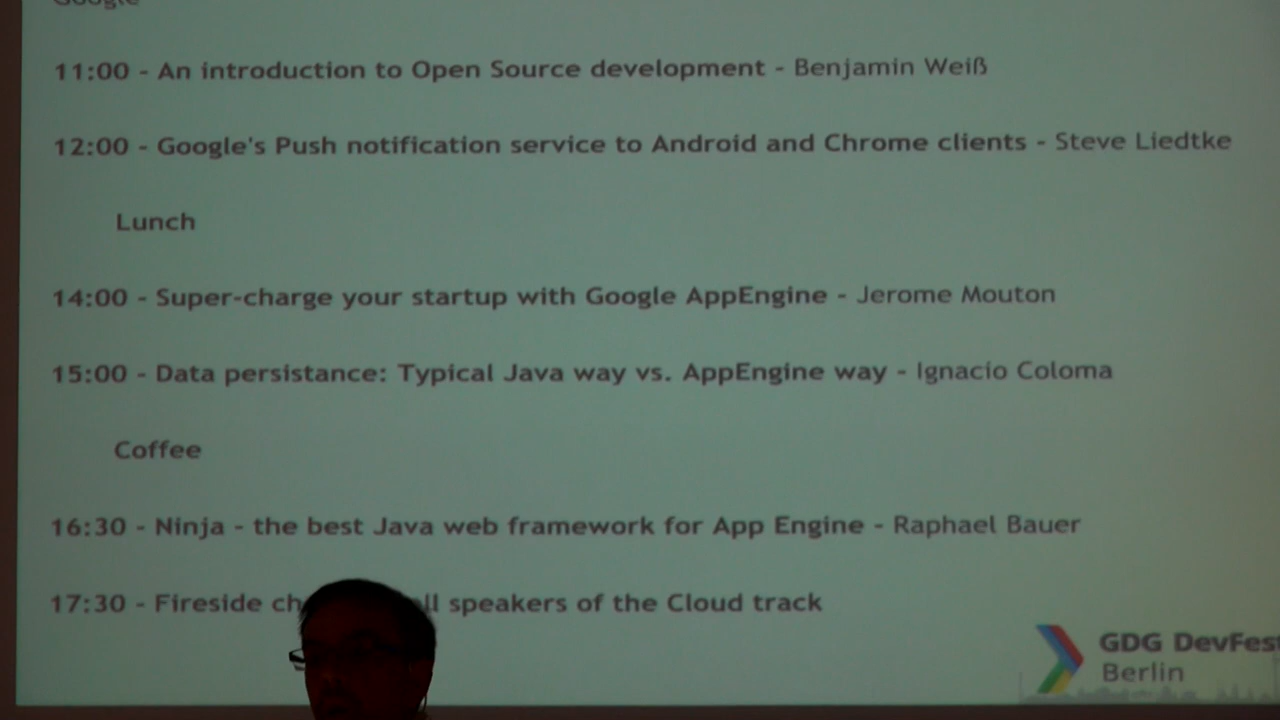 Google
11:00 - An introduction to Open Source development - Benjamin Weiß
12:00 - Google's Push notification service to Android and Chrome clients - Steve Liedtke
Lunch
14:00 - Super-charge your startup with Google AppEngine - Jerome Mouton
15:00 - Data persistance: Typical Java way vs. AppEngine way - Ignacio Coloma
Coffee
16:30 - Ninja - the best Java web framework for App Engine - Raphael Bauer
17:30 - Fireside speakers of the Cloud track
GDG DevFes
Berlin